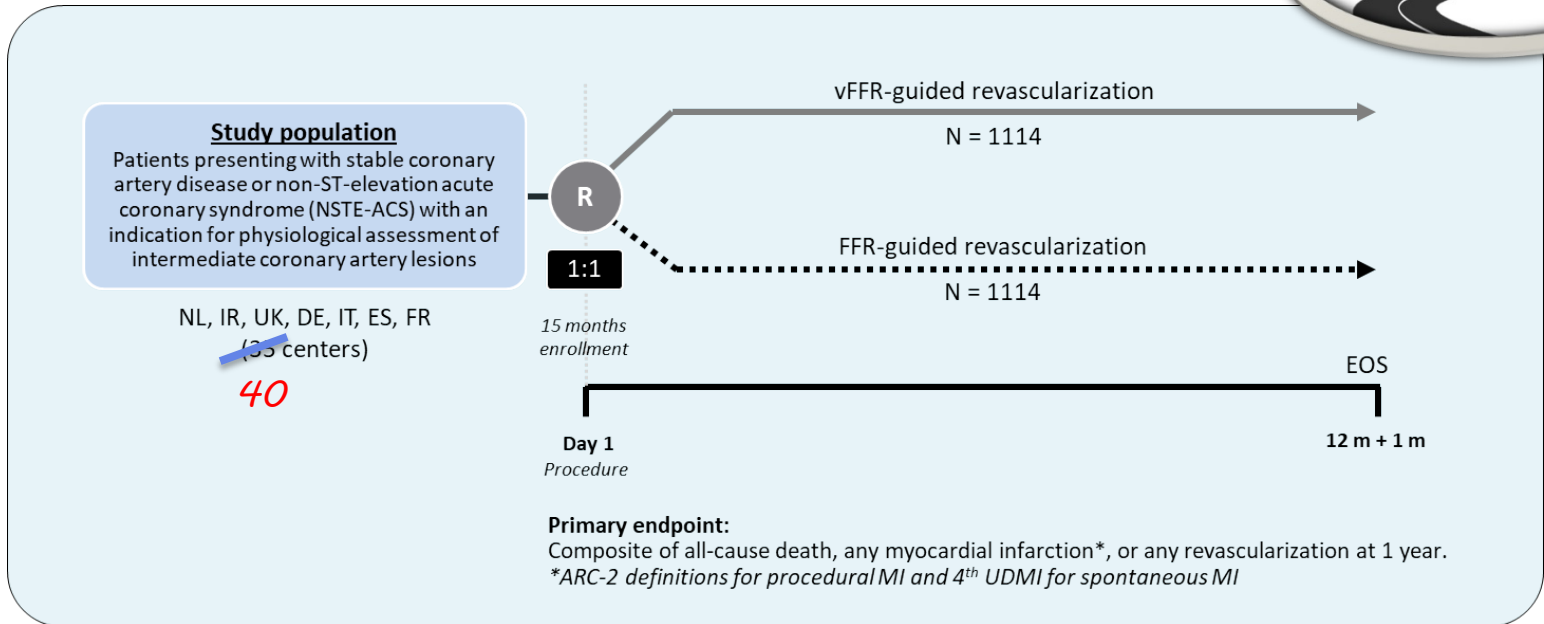 Study population
Patients presenting with stable coronary
artery disease or non-ST-elevation acute
coronary syndrome (NSTE-ACS) with an
indication for physiological assessment of
intermediate coronary artery lesions
NL, IR, UK, DE, IT, ES, FR
(35 centers)
40
R
1:1
15 months
enrollment
vFFR-guided revascularization
N = 1114
FFR-guided revascularization
N = 1114
EOS
Day 1
Procedure
12 m + 1 m
Primary endpoint:
Composite of all-cause death, any myocardial infarction*, or any revascularization at 1 year.
*ARC-2 definitions for procedural MI and 4th UDMI for spontaneous MI